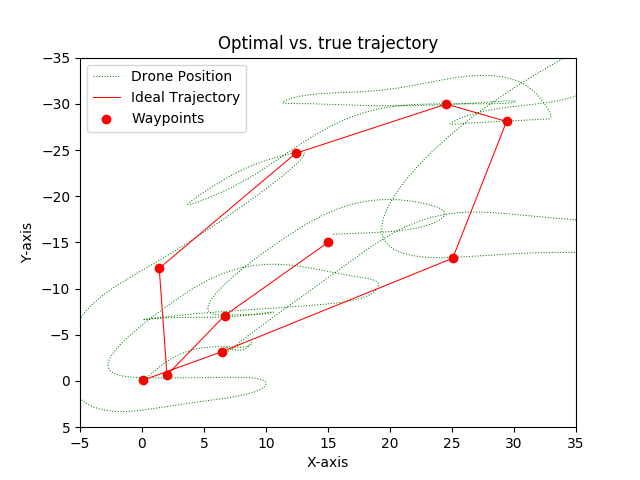 Optimal vs. true trajectory
Drone Position
Ideal Trajectory
Waypoints
−35
−30
−25
−20
−15
−10
−5
0
5
Y-axis
−5 0 5 10 15 20 25 30 35
X-axis